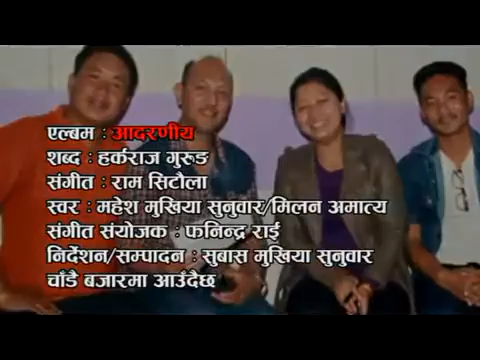 एल्बम : आदरणीय
शब्द : हर्कराज गुरुङ
संगीत : राम सिटौला
स्वर : महेश मुखिया सुनुवार/मिलन अमात्य
संगीत संयोजक : फनिन्द्र राई
निर्देशन/सम्पादन : सुबास मुखिया सुनुवार
चाँडै बजारमा आउँदैछ